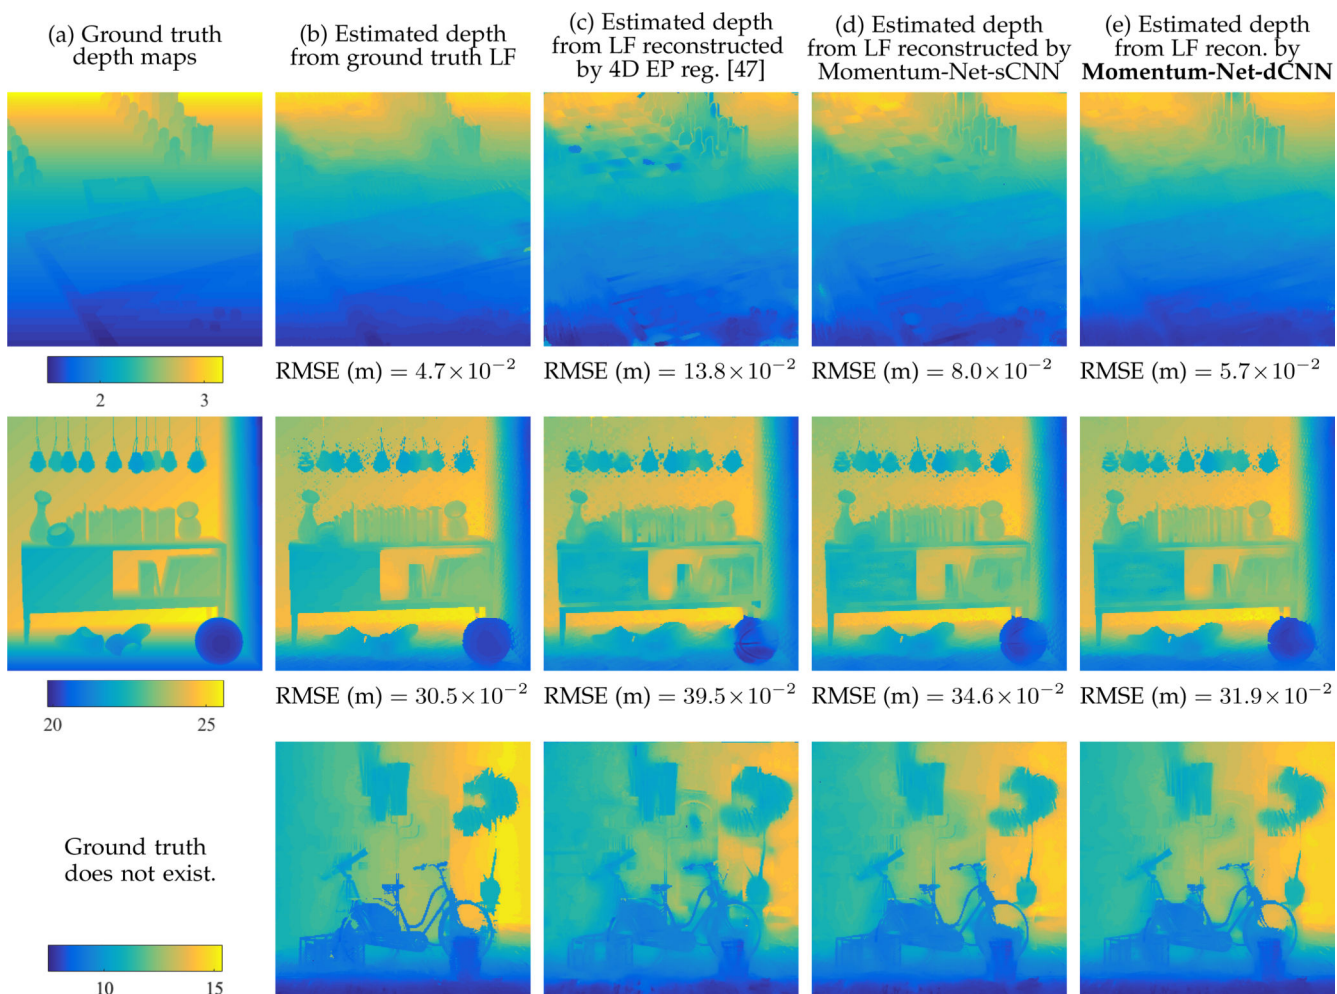 (a) Ground truth
depth maps
(b) Estimated depth
from ground truth LF
(c) Estimated depth
from LF reconstructed
by 4D EP reg. [47]
(d) Estimated depth
from LF reconstructed by
Momentum-Net-sCNN
(e) Estimated depth
from LF recon. by
Momentum-Net-dCNN
2 3
RMSE (m) = 4.7×10⁻²
RMSE (m) = 13.8×10⁻²
RMSE (m) = 8.0×10⁻²
RMSE (m) = 5.7×10⁻²
20 25
RMSE (m) = 30.5×10⁻²
RMSE (m) = 39.5×10⁻²
RMSE (m) = 34.6×10⁻²
RMSE (m) = 31.9×10⁻²
Ground truth
does not exist.
10 15